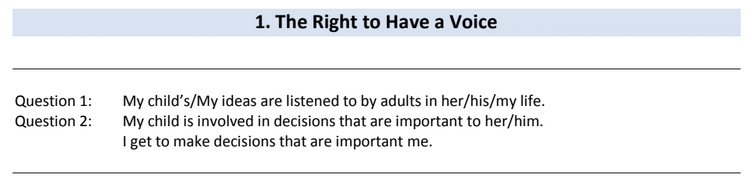 1. The Right to Have a Voice
Question 1: My child's/My ideas are listened to by adults in her/his/my life.
Question 2: My child is involved in decisions that are important to her/him.
I get to make decisions that are important me.